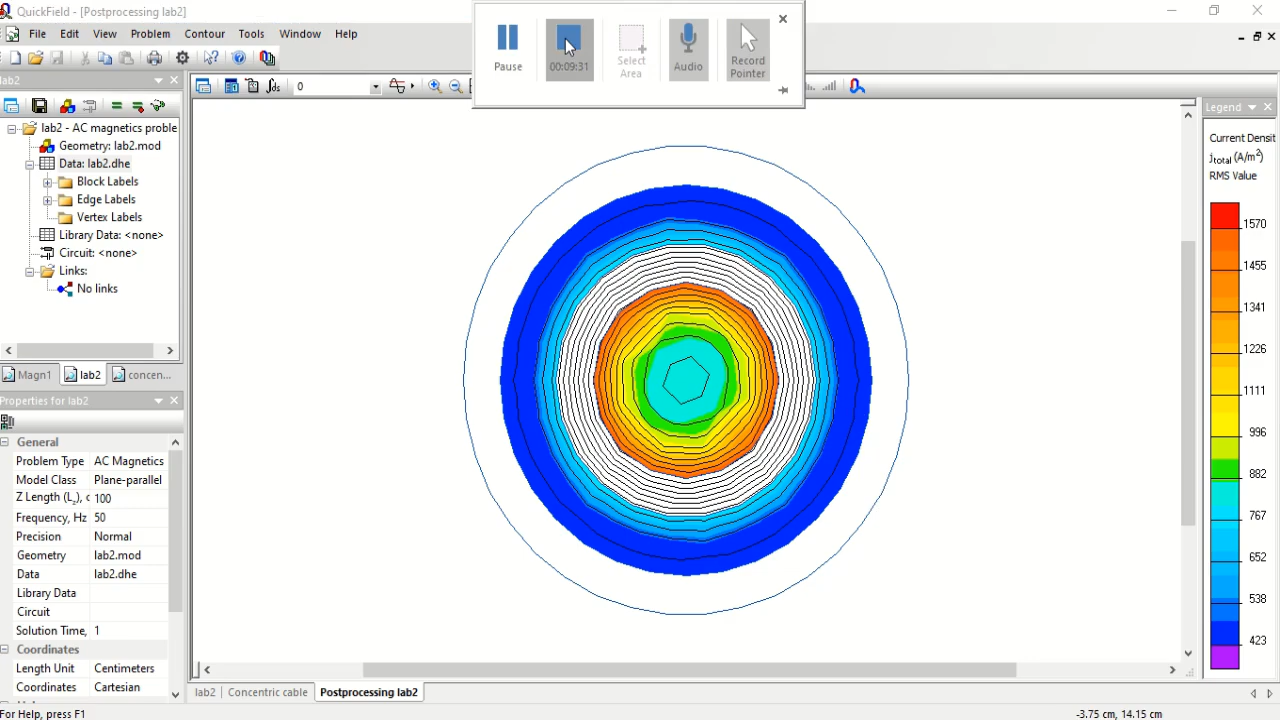 QuickField - [Postprocessing lab2]
File Edit View Problem Contour Tools Window Help
Pause
00:09:31
Select Area
Audio
Record Pointer
lab2
0
lab2 - AC magnetics proble
Geometry: lab2.mod
Data: lab2.dhe
Block Labels
Edge Labels
Vertex Labels
Library Data: <none>
Circuit: <none>
Links:
No links
Magn1 lab2 concen...
Properties for lab2
General
Problem Type AC Magnetics
Model Class Plane-parallel
Z Length (Lz), c 100
Frequency, Hz 50
Precision Normal
Geometry lab2.mod
Data lab2.dhe
Library Data
Circuit
Solution Time, 1
Coordinates
Length Unit Centimeters
Coordinates Cartesian
Legend
Current Densit
jtotal (A/m²)
RMS Value
1570
1455
1341
1226
1111
996
882
767
652
538
423
lab2 Concentric cable Postprocessing lab2
For Help, press F1
-3.75 cm, 14.15 cm